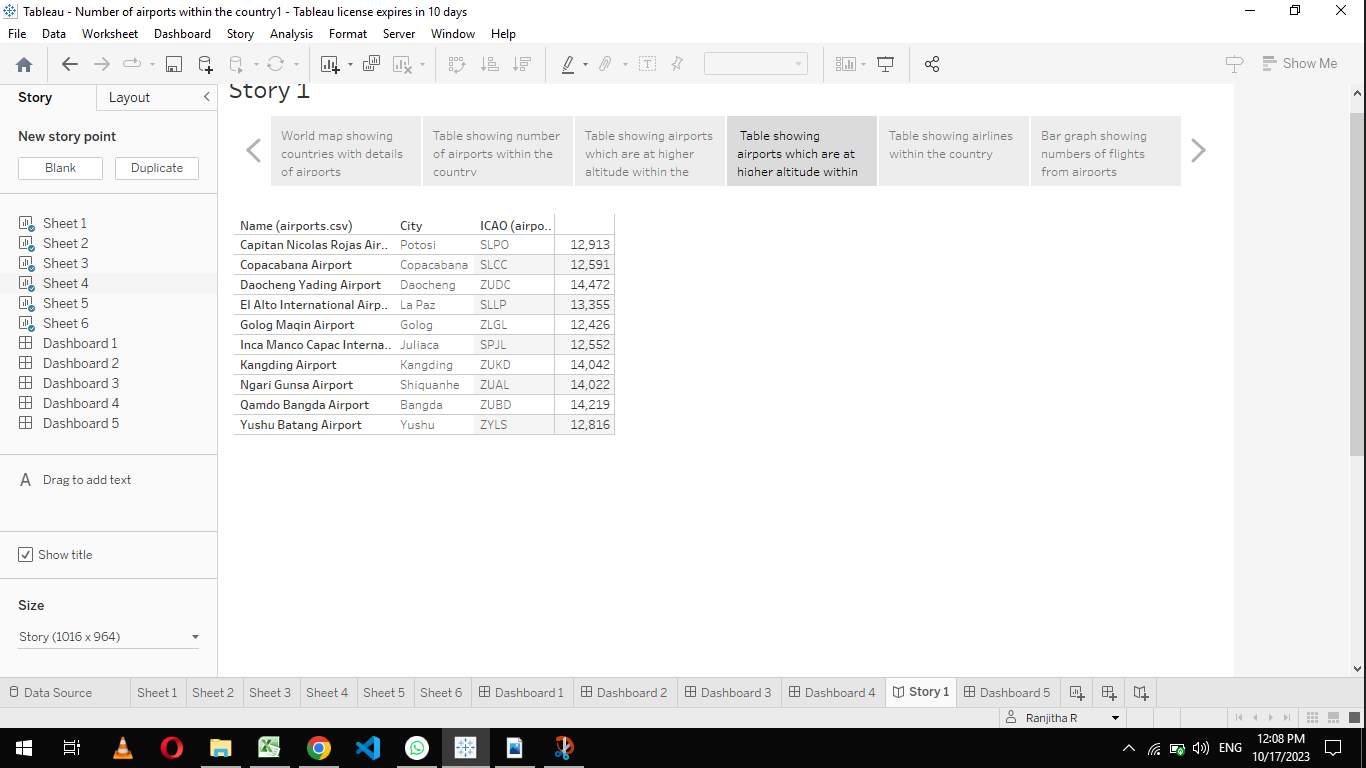 Tableau - Number of airports within the country1 - Tableau license expires in 10 days
File Data Worksheet Dashboard Story Analysis Format Server Window Help
Show Me
Story Layout
New story point
Blank Duplicate
Sheet 1
Sheet 2
Sheet 3
Sheet 4
Sheet 5
Sheet 6
Dashboard 1
Dashboard 2
Dashboard 3
Dashboard 4
Dashboard 5
A Drag to add text
Show title
Size
Story (1016 x 964)
Story 1
World map showing
countries with details
of airports
Table showing number
of airports within the
country
Table showing airports
which are at higher
altitude within the
Table showing
airports which are at
higher altitude within
Table showing airlines
within the country
Bar graph showing
numbers of flights
from airports
Name (airports.csv) City ICAO (airpo..
Capitan Nicolas Rojas Air.. Potosi SLPO 12,913
Copacabana Airport Copacabana SLCC 12,591
Daocheng Yading Airport Daocheng ZUDC 14,472
El Alto International Airp.. La Paz SLLP 13,355
Golog Maqin Airport Golog ZLGL 12,426
Inca Manco Capac Interna.. Juliaca SPJL 12,552
Kangding Airport Kangding ZUKD 14,042
Ngari Gunsa Airport Shiquanhe ZUAL 14,022
Qamdo Bangda Airport Bangda ZUBD 14,219
Yushu Batang Airport Yushu ZYLS 12,816
Data Source Sheet 1 Sheet 2 Sheet 3 Sheet 4 Sheet 5 Sheet 6 Dashboard 1 Dashboard 2 Dashboard 3 Dashboard 4 Story 1 Dashboard 5
Ranjitha R
ENG
12:08 PM
10/17/2023